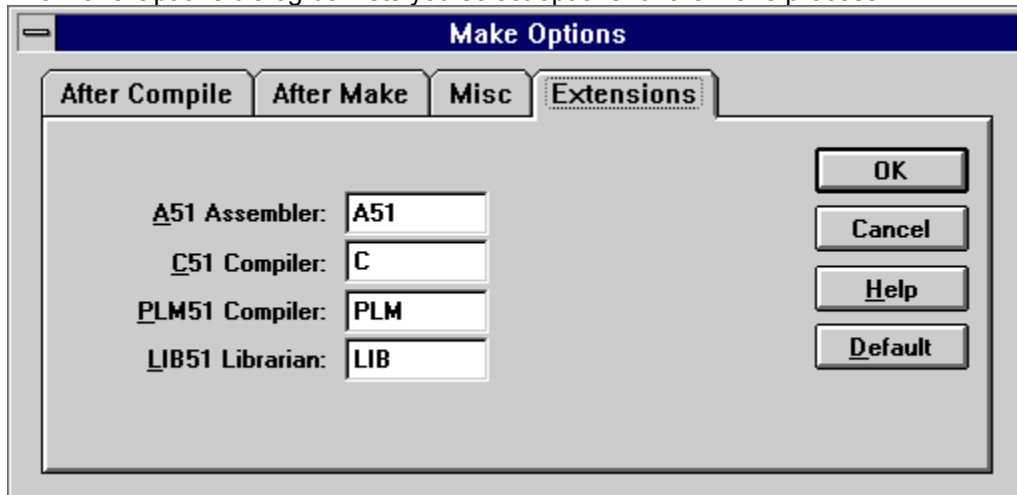 Make Options
After Compile
After Make
Misc
Extensions
A51 Assembler: A51
C51 Compiler: C
PLM51 Compiler: PLM
LIB51 Librarian: LIB
OK
Cancel
Help
Default